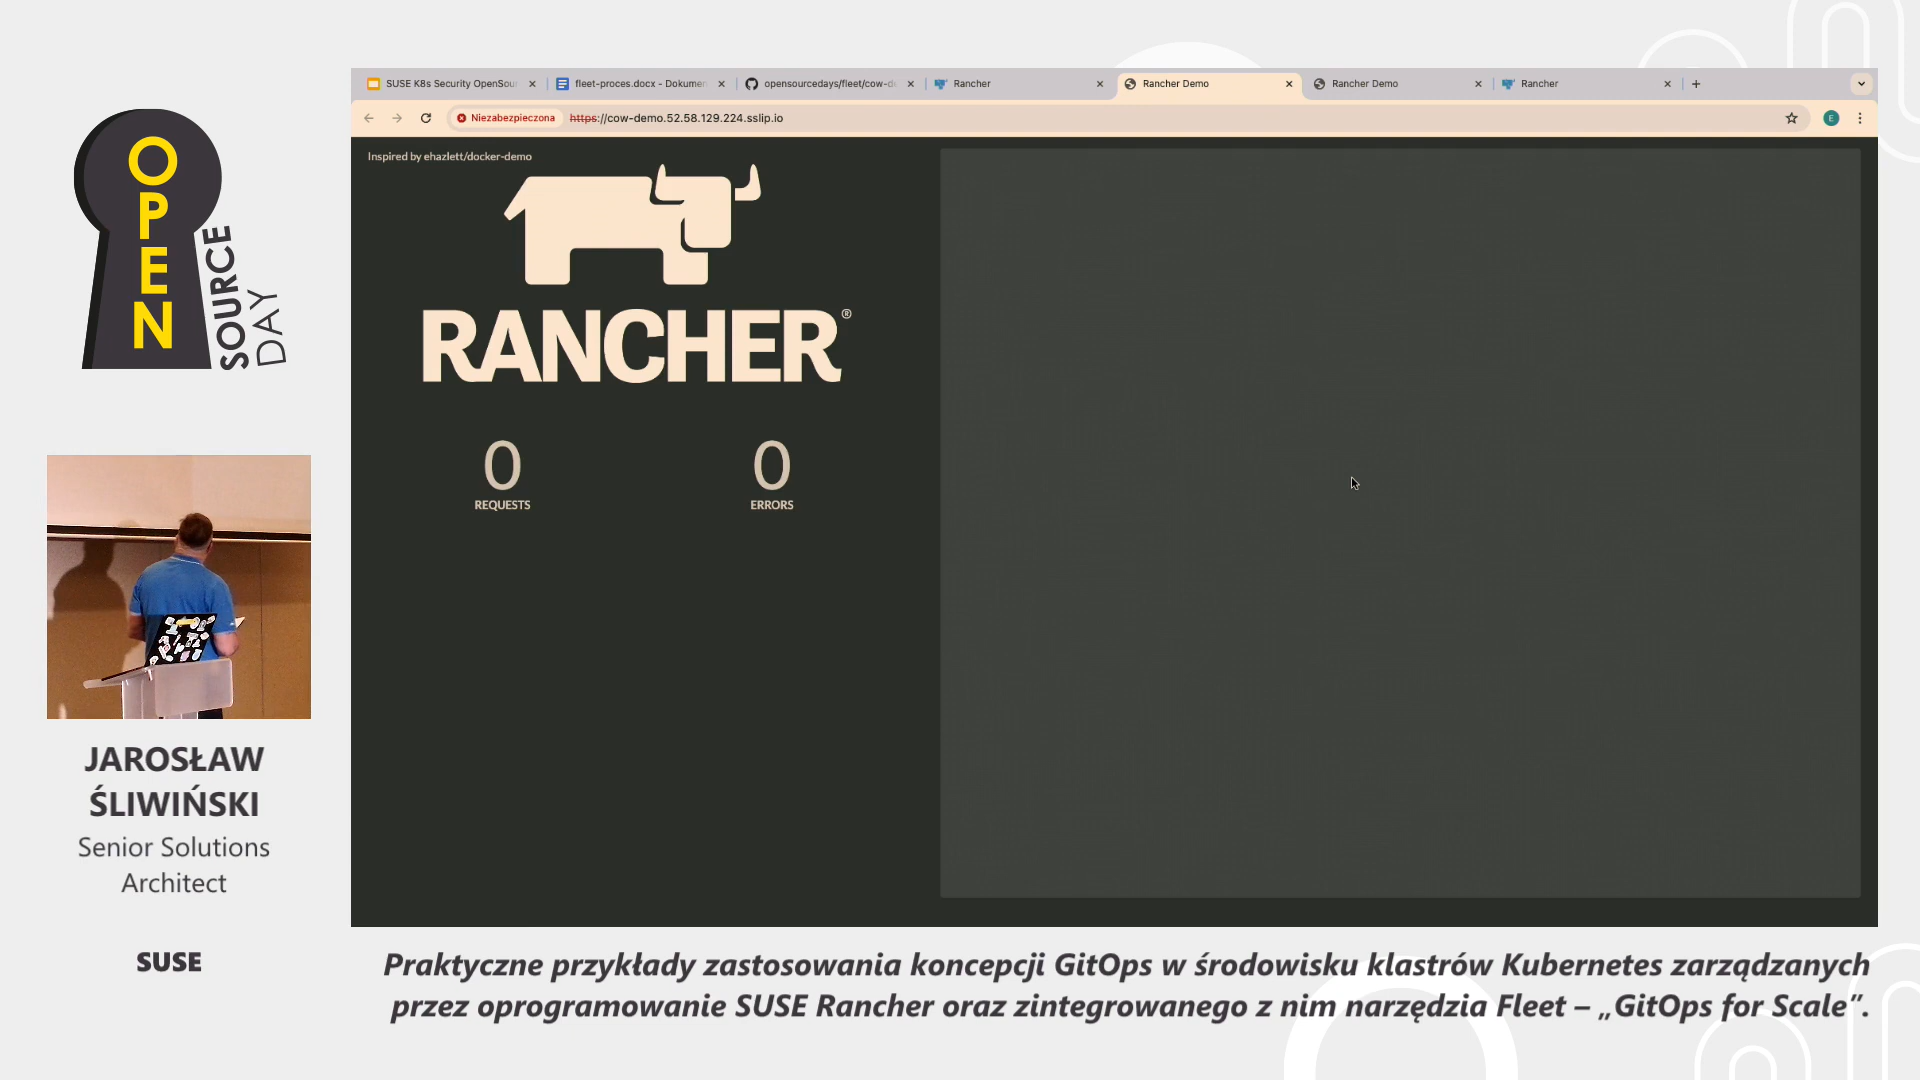 OPEN
SOURCE
DAY
SUSE K8s Security OpenSour
fleet-proces.docx - Dokumen
opensourcedays/fleet/cow-de
Rancher
Rancher Demo
Rancher Demo
Rancher
Niezabezpieczona
https://cow-demo.52.58.129.224.sslip.io
E
Inspired by ehazlett/docker-demo
RANCHER®
0
REQUESTS
0
ERRORS
JAROSŁAW
ŚLIWIŃSKI
Senior Solutions
Architect
SUSE
Praktyczne przykłady zastosowania koncepcji GitOps w środowisku klastrów Kubernetes zarządzanych
przez oprogramowanie SUSE Rancher oraz zintegrowanego z nim narzędzia Fleet – „GitOps for Scale”.